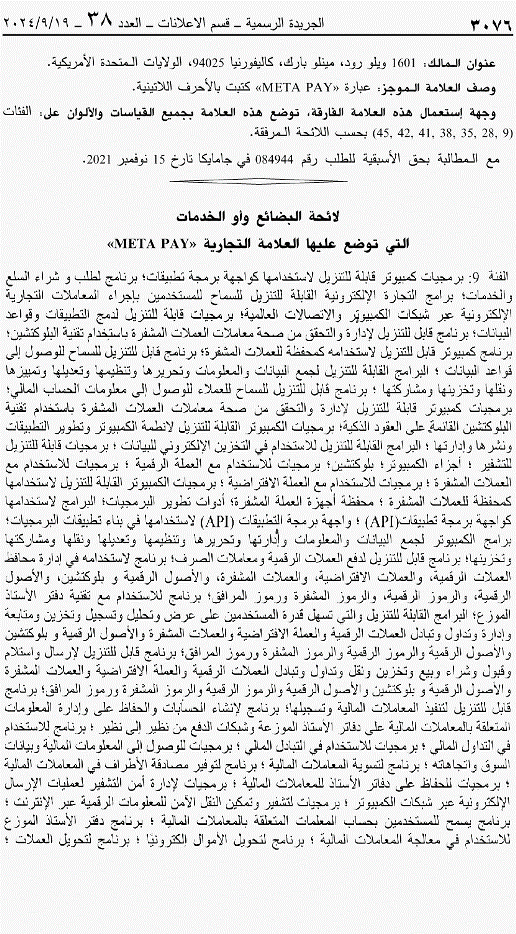 ٣٠٧٦ الجريدة الرسمية ـ قسم الاعلانات ـ العدد ٣٨ ـ ٢٠٢٤/٩/١٩
عنوان المالك: 1601 ويلو رود، مينلو بارك، كاليفورنيا 94025، الولايات المتحدة الأمريكية.
وصف العلامة الموجز: عبارة «META PAY» كتبت بالأحرف اللاتينية.
وجهة إستعمال هذه العلامة الفارقة، توضع هذه العلامة بجميع القياسات والألوان على: الفئات
(9 ,28 ,35 ,38 ,41 ,42 ,45) بحسب اللائحة المرفقة.
مع المطالبة بحق الأسبقية للطلب رقم 084944 في جامايكا تارخ 15 نوفمبر 2021.
لائحة البضائع وأو الخدمات
التي توضع عليها العلامة التجارية «META PAY»
الفئة 9: برمجيات كمبيوتر قابلة للتنزيل لاستخدامها كواجهة برمجة تطبيقات؛ برنامج لطلب و شراء السلع
والخدمات؛ برامج التجارة الإلكترونية القابلة للتنزيل للسماح للمستخدمين بإجراء المعاملات التجارية
الإلكترونية عبر شبكات الكمبيوتر والاتصالات العالمية؛ برمجيات قابلة للتنزيل لدمج التطبيقات وقواعد
البيانات؛ برنامج قابل للتنزيل لإدارة والتحقق من صحة معاملات العملات المشفرة باستخدام تقنية البلوكتشين؛
برنامج كمبيوتر قابل للتنزيل لاستخدامه كمحفظة للعملات المشفرة؛ برنامج قابل للتنزيل للسماح للوصول إلى
قواعد البيانات ؛ البرامج القابلة للتنزيل لجمع البيانات والمعلومات وتحريرها وتنظيمها وتعديلها وتمييزها
ونقلها وتخزينها ومشاركتها ؛ برنامج قابل للتنزيل للسماح للعملاء للوصول إلى معلومات الحساب المالي؛
برمجيات كمبيوتر قابلة للتنزيل لإدارة والتحقق من صحة معاملات العملات المشفرة باستخدام تقنية
البلوكتشين القائمة على العقود الذكية؛ برمجيات الكمبيوتر القابلة للتنزيل لانظمة الكمبيوتر وتطوير التطبيقات
ونشرها وإدارتها ؛ البرامج القابلة للتنزيل للاستخدام في التخزين الإلكتروني للبيانات ؛ برمجيات قابلة للتنزيل
للتشفير ؛ أجزاء الكمبيوتر؛ بلوكتشين؛ برمجيات للاستخدام مع العملة الرقمية ؛ برمجيات للاستخدام مع
العملات المشفرة ؛ برمجيات للاستخدام مع العملة الافتراضية ؛ برمجيات الكمبيوتر القابلة للتنزيل لاستخدامها
كمحفظة للعملات المشفرة ؛ محفظة أجهزة العملة المشفرة؛ أدوات تطوير البرمجيات؛ البرامج لاستخدامها
كواجهة برمجة تطبيقات(API) ؛ واجهة برمجة التطبيقات (API) لاستخدامها في بناء تطبيقات البرمجيات؛
برامج الكمبيوتر لجمع البيانات والمعلومات وإدارتها وتحريرها وتنظيمها وتعديلها ونقلها ومشاركتها
وتخزينها؛ برنامج قابل للتنزيل لدفع العملات الرقمية ومعاملات الصرف؛ برنامج لاستخدامه في إدارة محافظ
العملات الرقمية، والعملات الافتراضية، والعملات المشفرة، والأصول الرقمية و بلوكتشين، والأصول
الرقمية، والرموز الرقمية، والرموز المشفرة ورموز المرافق؛ برنامج للاستخدام مع تقنية دفتر الأستاذ
الموزع؛ البرامج القابلة للتنزيل والتي تسهل قدرة المستخدمين على عرض وتحليل وتسجيل وتخزين ومتابعة
وإدارة وتداول وتبادل العملات الرقمية والعملة الافتراضية والعملات المشفرة والأصول الرقمية و بلوكتشين
والأصول الرقمية والرموز الرقمية والرموز المشفرة ورموز المرافق؛ برنامج قابل للتنزيل لارسال واستلام
وقبول وشراء وبيع وتخزين ونقل وتداول وتبادل العملات الرقمية والعملة الافتراضية والعملات المشفرة
والأصول الرقمية و بلوكتشين والأصول الرقمية والرموز الرقمية والرموز المشفرة ورموز المرافق؛ برنامج
قابل للتنزيل لتنفيذ المعاملات المالية وتسجيلها؛ برنامج لإنشاء الحسابات والحفاظ على وإدارة المعلومات
المتعلقة بالمعاملات المالية على دفاتر الأستاذ الموزعة وشبكات الدفع من نظير إلى نظير ؛ برنامج للاستخدام
في التداول المالي ؛ برمجيات للاستخدام في التبادل المالي ؛ برمجيات للوصول إلى المعلومات المالية وبيانات
السوق واتجاهاته ؛ برنامج لتسوية المعاملات المالية ؛ برنامج لتوفير مصادقة الأطراف في المعاملات المالية
؛ برمجيات للحفاظ على دفاتر الأستاذ للمعاملات المالية ؛ برمجيات لإدارة أمن التشفير لعمليات الإرسال
الإلكترونية عبر شبكات الكمبيوتر ؛ برمجيات لتشفير وتمكين النقل الآمن للمعلومات الرقمية عبر الإنترنت ؛
برنامج يسمح للمستخدمين بحساب المعلمات المتعلقة بالمعاملات المالية ؛ برنامج دفتر الأستاذ الموزع
للاستخدام في معالجة المعاملات المالية ؛ برنامج لتحويل الأموال الكترونيًا ؛ برنامج لتحويل العملات ؛